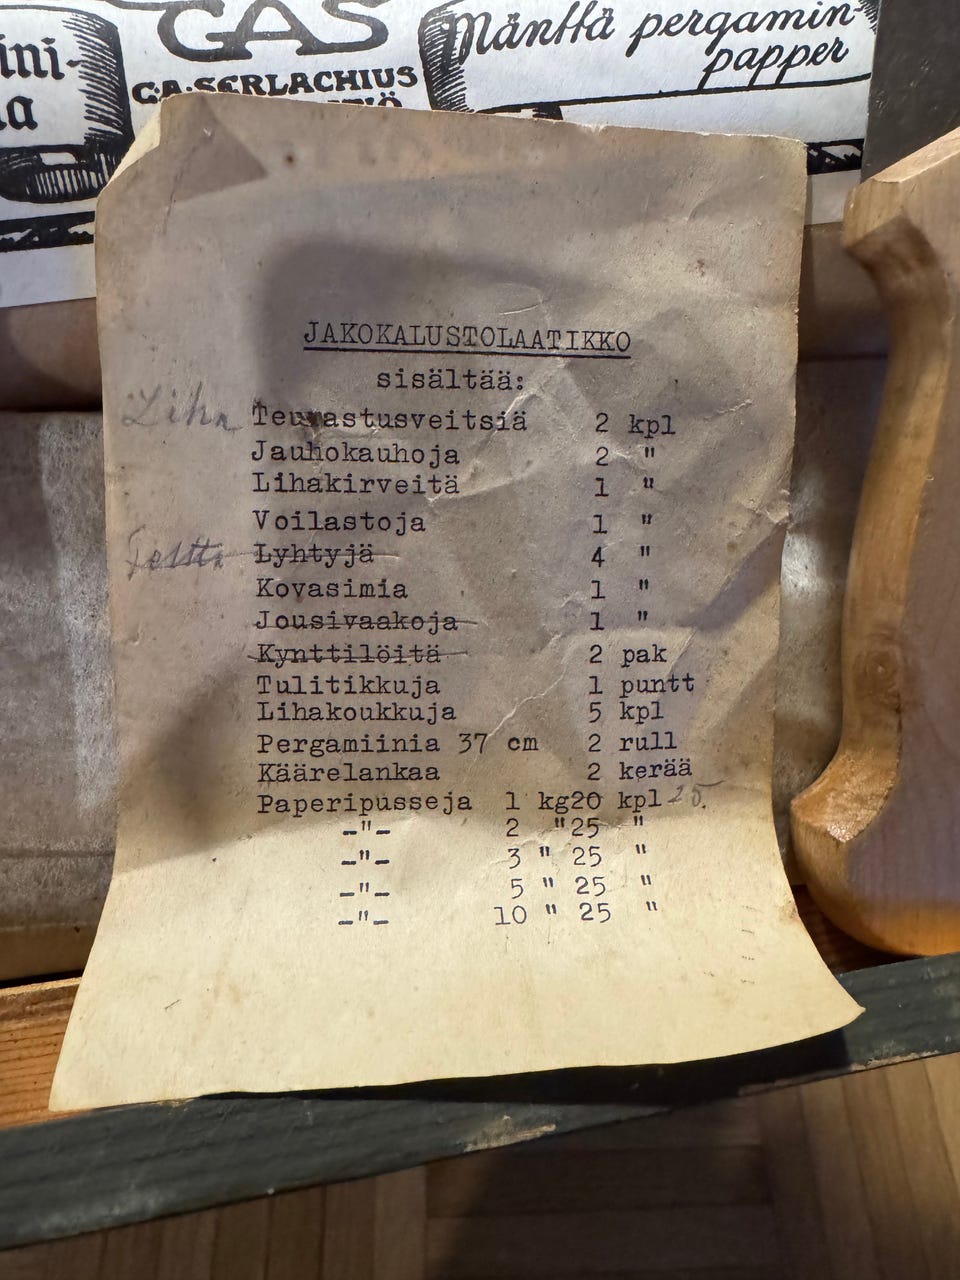 ini-
a
GAS
G.A. SERLACHIUS
Mänttä pergamin-
papper
JAKOKALUSTOLAATIKKO
sisältää:
Liha Teurastusveitsiä 2 kpl
Jauhokauhoja 2 "
Lihakirveitä 1 "
Voilastoja 1 "
Lyhtyjä 4 "
Kovasimia 1 "
Jousivaakoja 1 "
Kynttilöitä 2 pak
Tulitikkuja 1 puntt
Lihakoukkuja 5 kpl
Pergamiinia 37 cm 2 rull
Käärelankaa 2 kerää
Paperipusseja 1 kg20 kpl 25.
-"- 2 "25 "
-"- 3 " 25 "
-"- 5 " 25 "
-"- 10 " 25 "